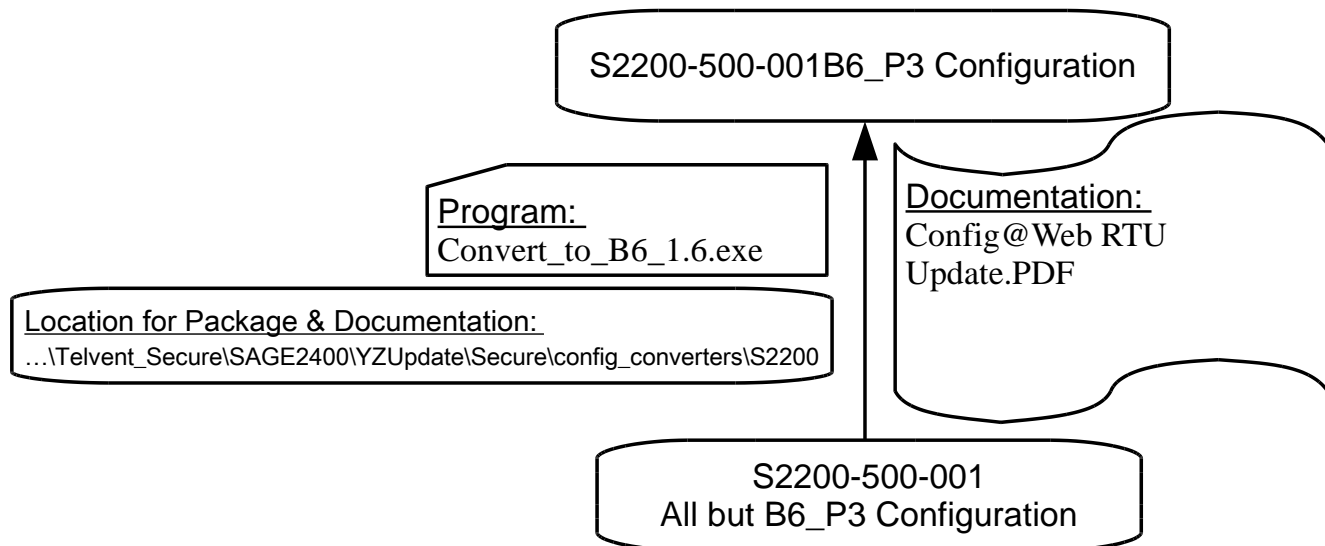 S2200-500-001B6_P3 Configuration
Program:
Convert_to_B6_1.6.exe
Documentation:
Config@Web RTU
Update.PDF
Location for Package & Documentation:
…\Telvent_Secure\SAGE2400\YZUpdate\Secure\config_converters\S2200
S2200-500-001
All but B6_P3 Configuration